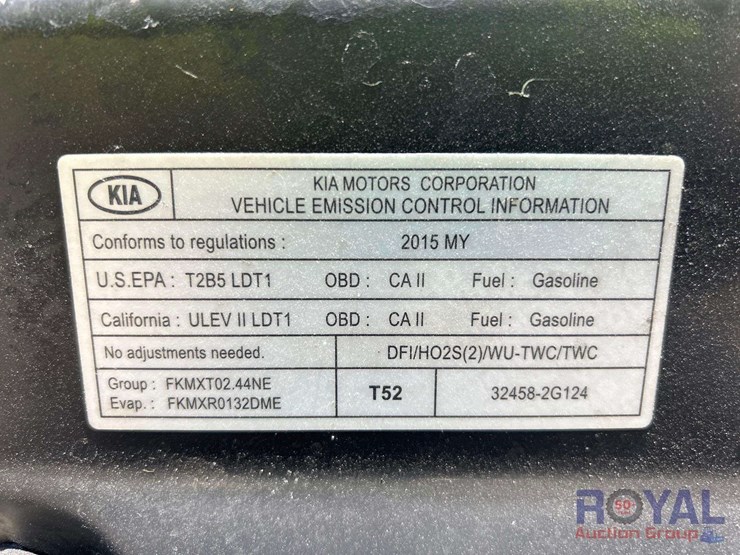 KIA
KIA MOTORS CORPORATION
VEHICLE EMISSION CONTROL INFORMATION
Conforms to regulations : 2015 MY
U.S.EPA : T2B5 LDT1 OBD : CA II Fuel : Gasoline
California : ULEV II LDT1 OBD : CA II Fuel : Gasoline
No adjustments needed. DFI/HO2S(2)/WU-TWC/TWC
Group : FKMXT02.44NE
Evap. : FKMXR0132DME
T52
32458-2G124
ROYAL
Auction Group